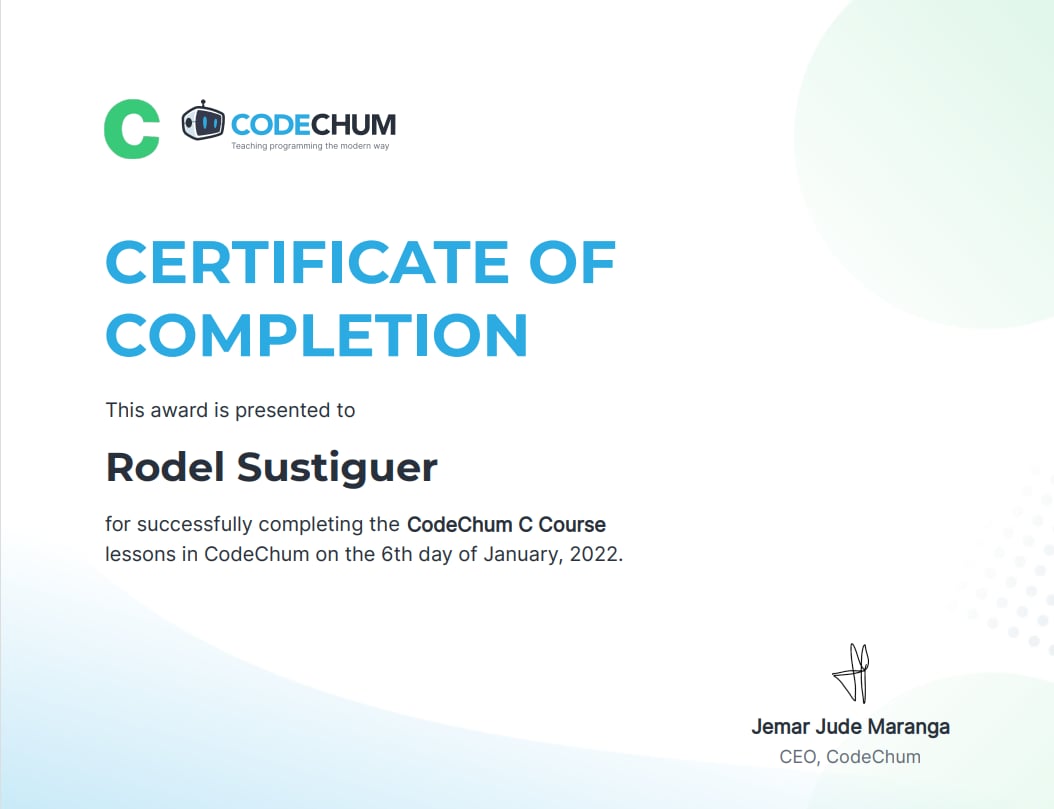 C
CODECHUM
Teaching programming the modern way
CERTIFICATE OF
COMPLETION
This award is presented to
Rodel Sustiguer
for successfully completing the CodeChum C Course
lessons in CodeChum on the 6th day of January, 2022.
Jemar Jude Maranga
CEO, CodeChum